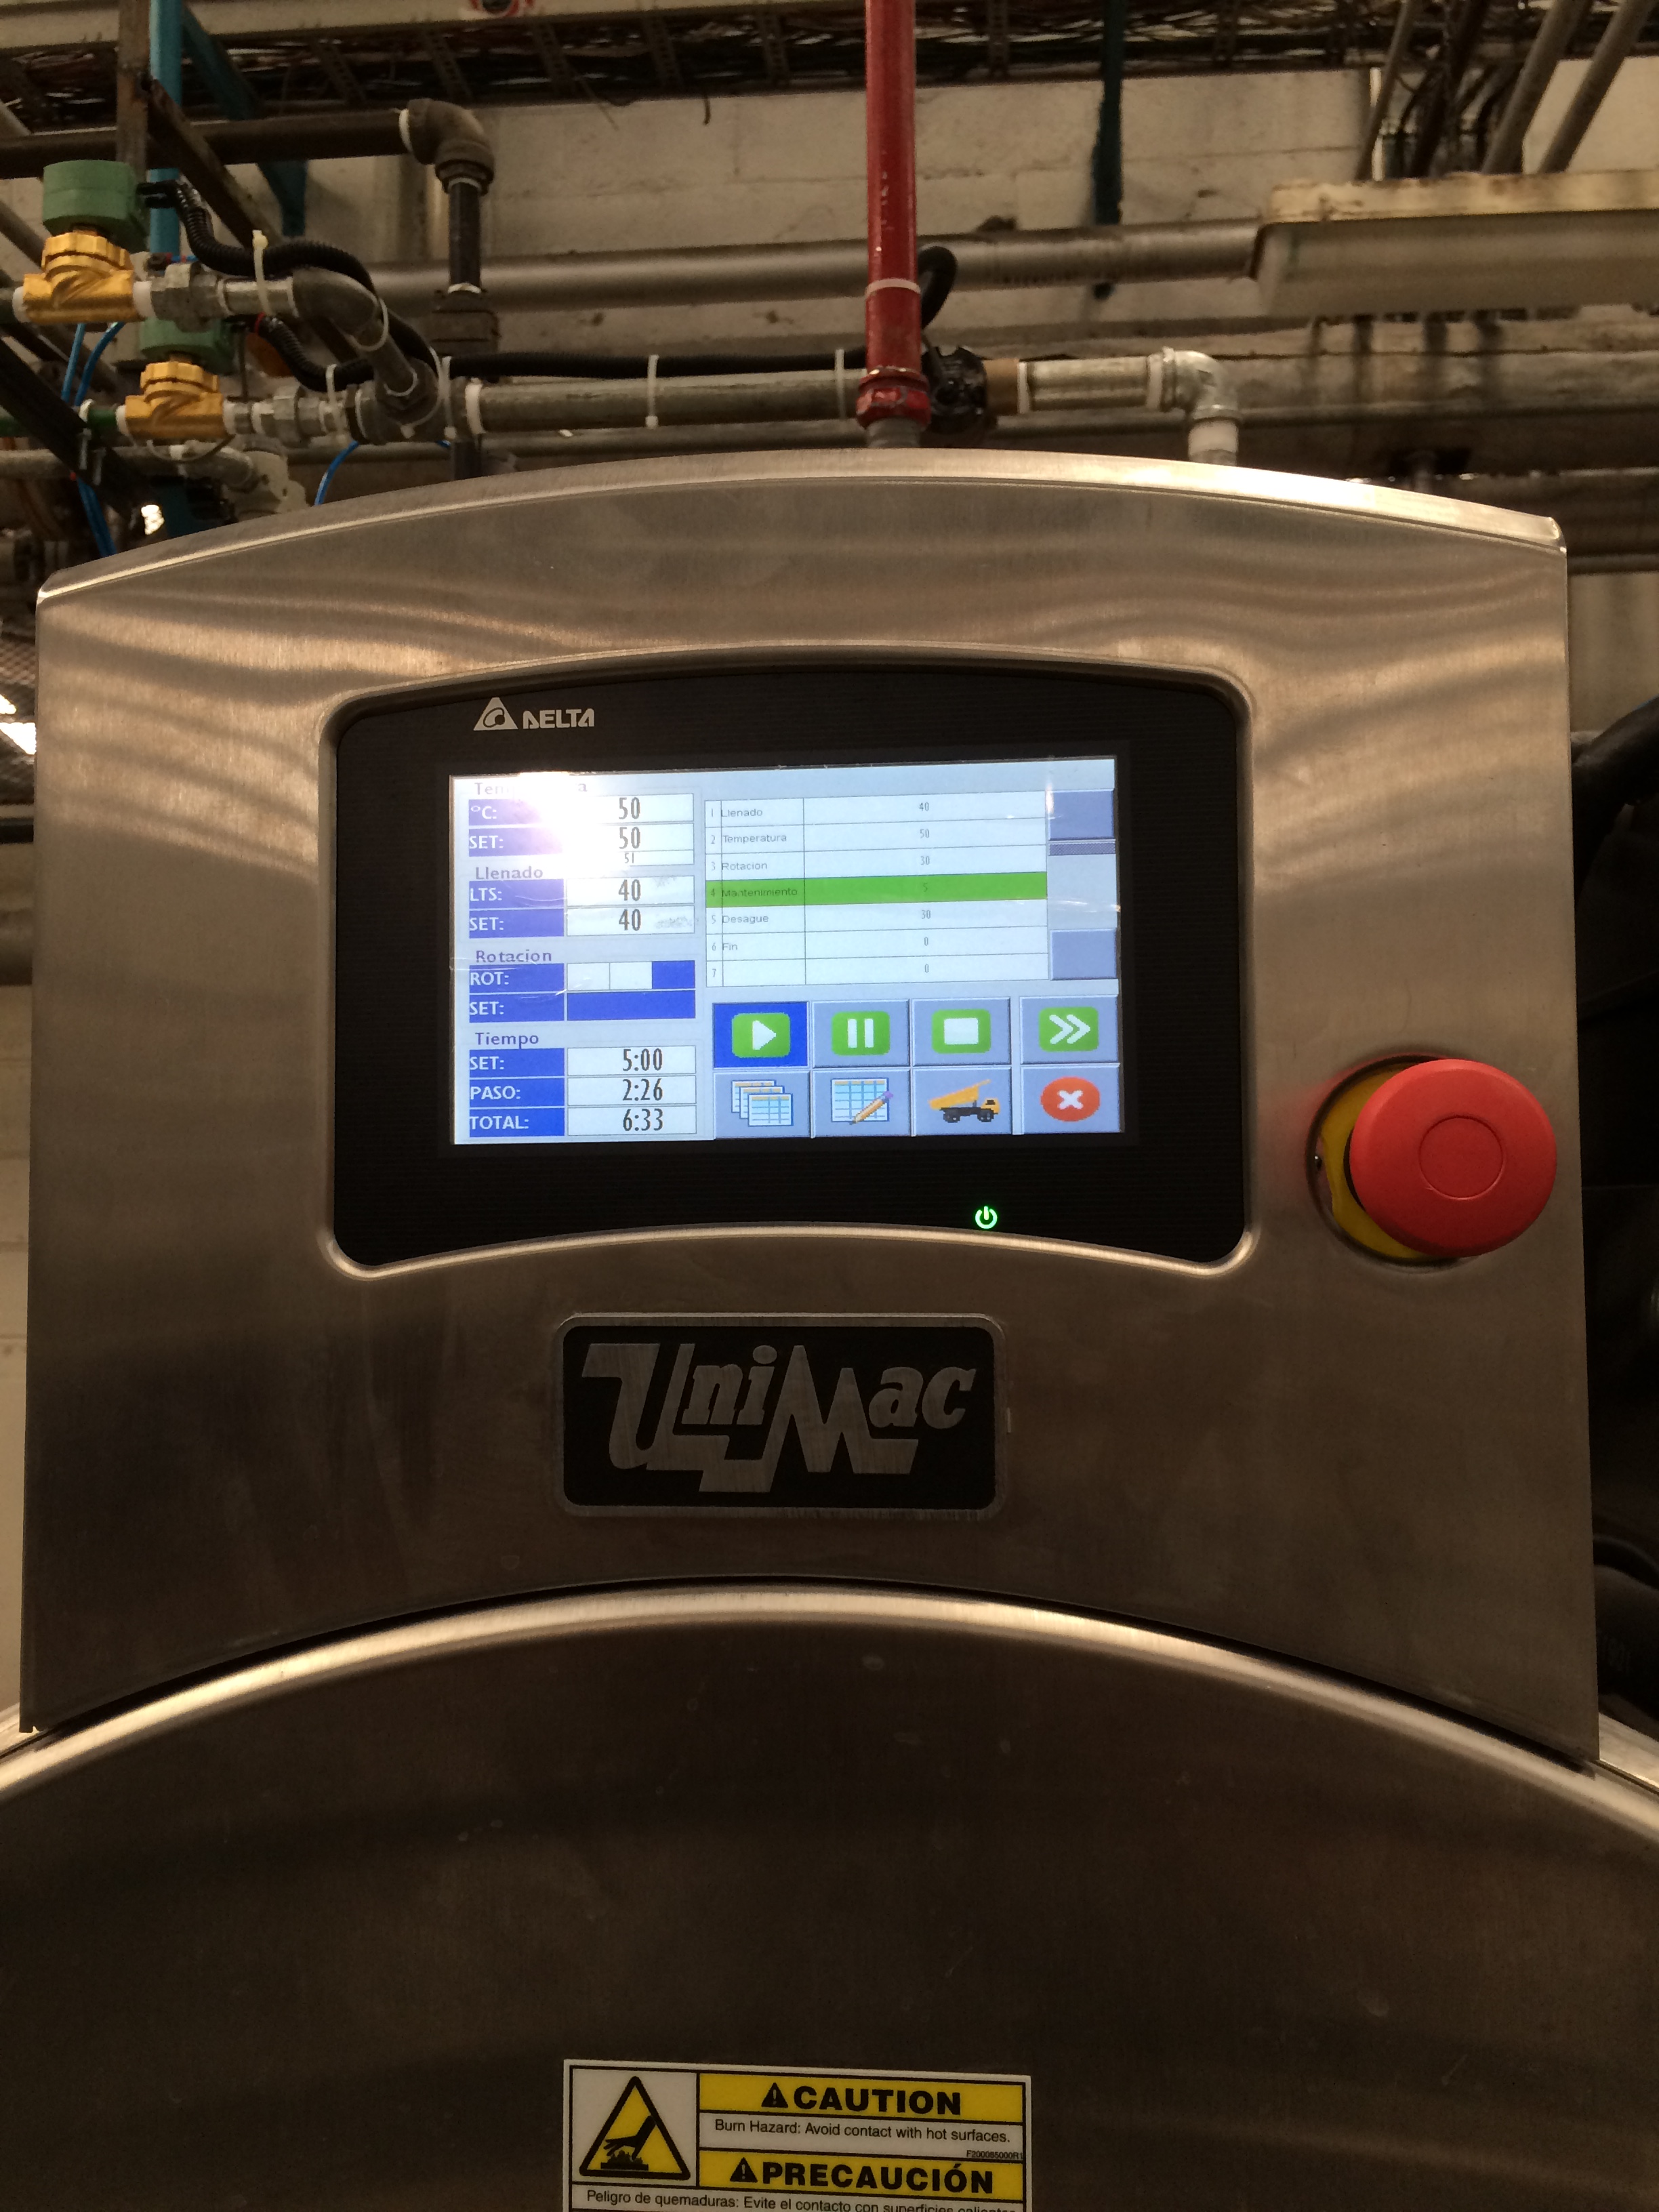 DELTA
°C: 50
SET: 50
51
Llenado
LTS: 40
SET: 40
Rotacion
ROT:
SET:
Tiempo
SET: 5:00
PASO: 2:26
TOTAL: 6:33
1 Llenado 40
2 Temperatura 50
3 Rotacion 30
4 Mantenimiento 5
5 Desague 30
6 Fin 0
7 0
UniMac
CAUTION
Burn Hazard: Avoid contact with hot surfaces.
PRECAUCIÓN
Peligro de quemaduras: Evite el contacto con superficies